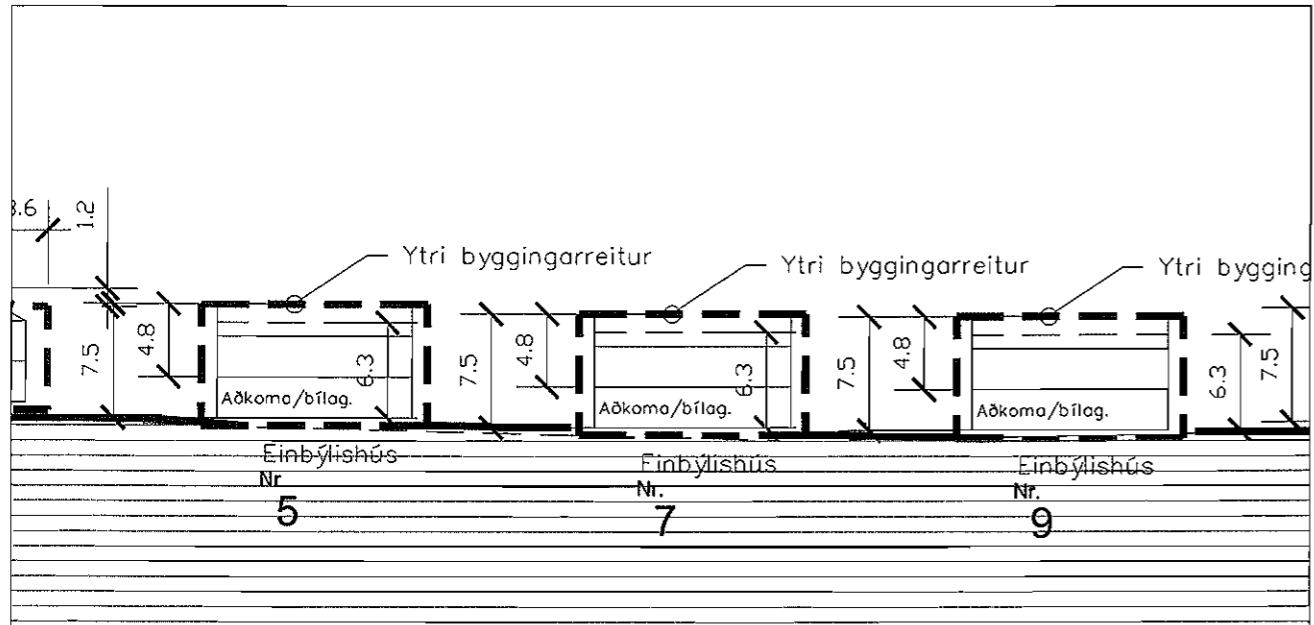 3.6
1.2
Ytri byggingarreitur
Ytri byggingarreitur
Ytri bygging
7.5
4.8
6.3
7.5
4.8
6.3
7.5
4.8
6.3
7.5
Aðkoma/bílag.
Aðkoma/bílag.
Aðkoma/bílag.
Einbýlishús
Nr
5
Einbýlishús
Nr.
7
Einbýlishús
Nr.
9